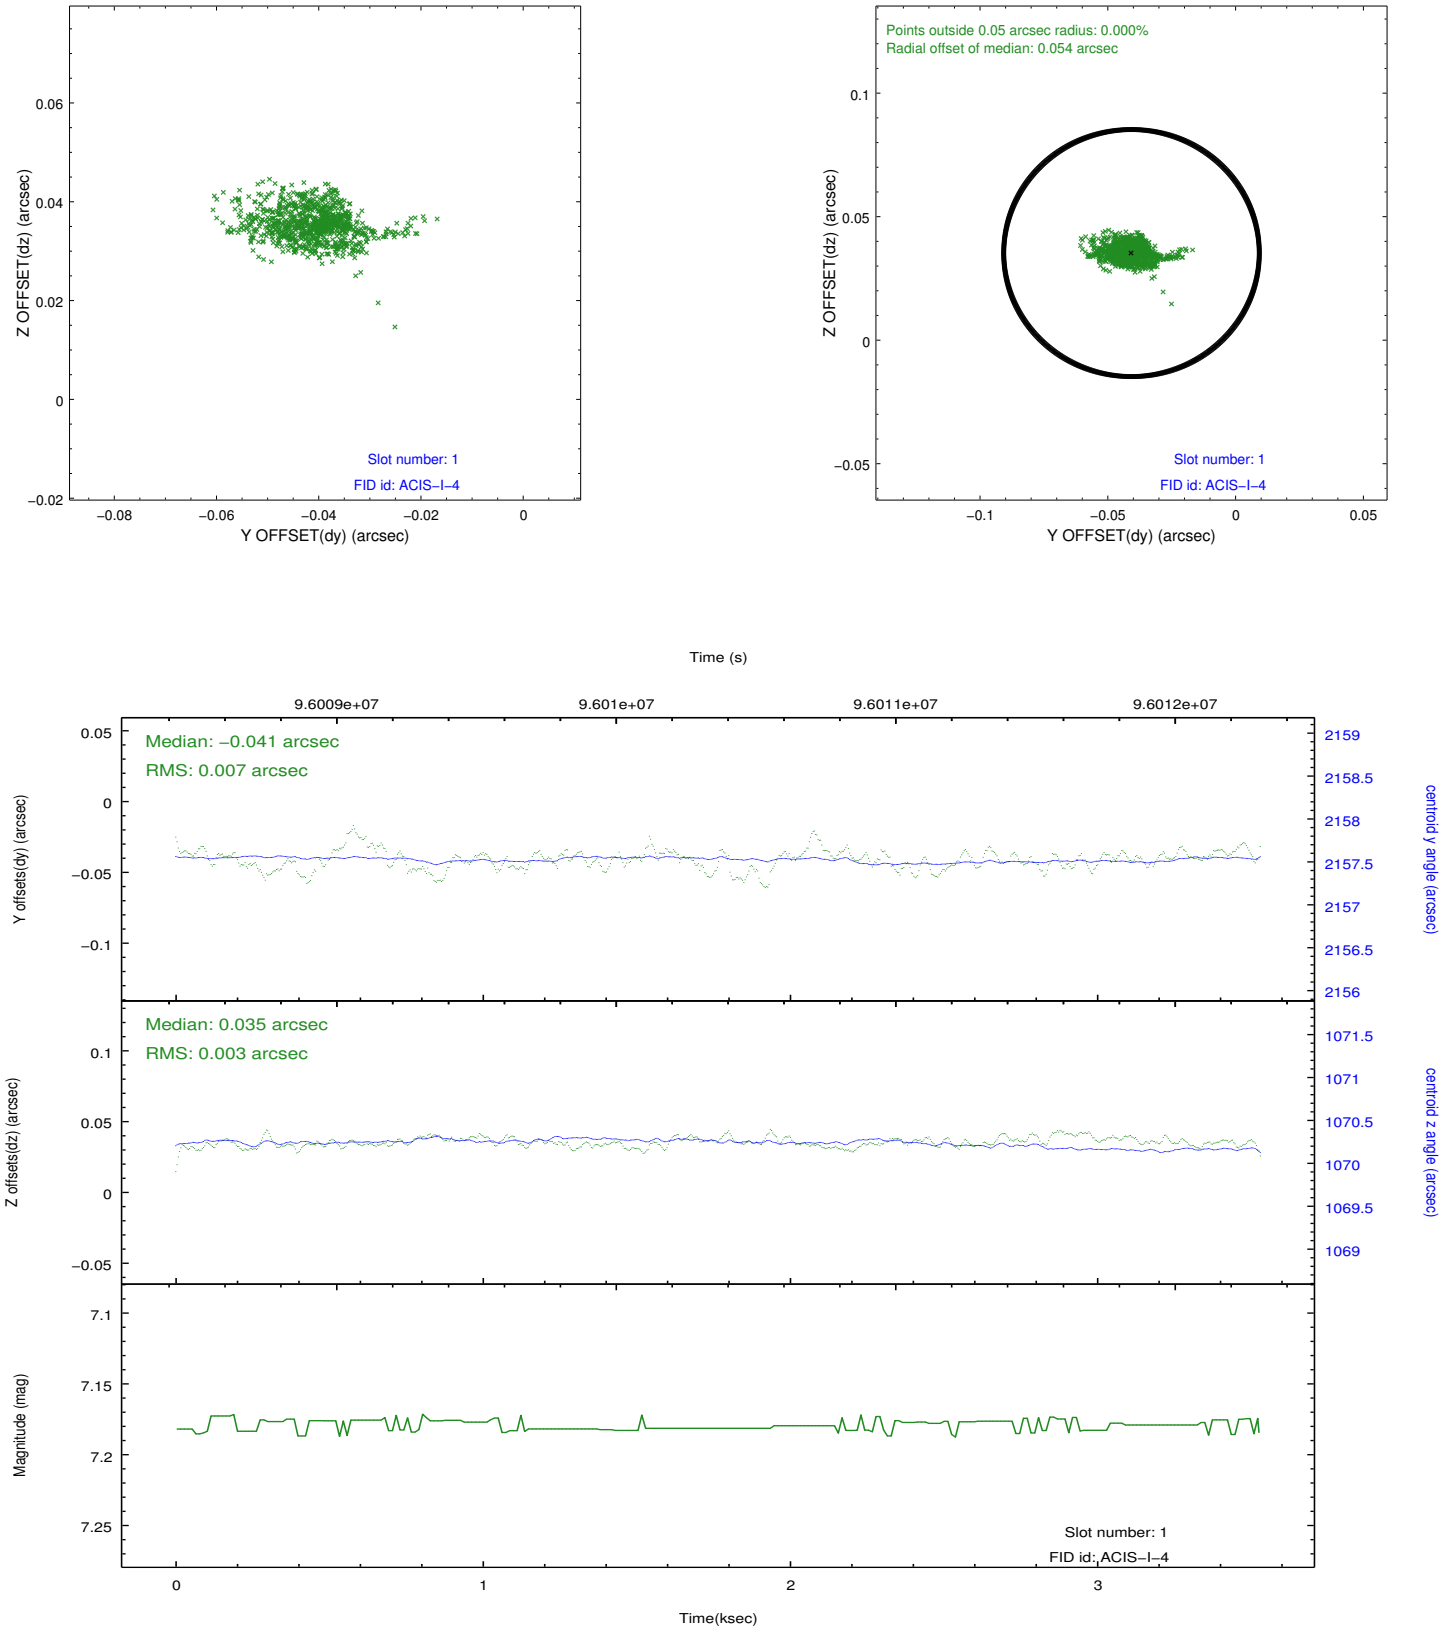 0.06
0.04
0.02
0
−0.02
Z OFFSET(dz) (arcsec)
Slot number: 1
FID id: ACIS−I−4
−0.08
−0.06
−0.04
−0.02
0
Y OFFSET(dy) (arcsec)
Points outside 0.05 arcsec radius: 0.000%
Radial offset of median: 0.054 arcsec
0.1
0.05
0
−0.05
Z OFFSET(dz) (arcsec)
Slot number: 1
FID id: ACIS−I−4
−0.1
−0.05
0
0.05
Y OFFSET(dy) (arcsec)
Time (s)
9.6009e+07
9.601e+07
9.6011e+07
9.6012e+07
Median: −0.041 arcsec
RMS: 0.007 arcsec
0.05
0
−0.05
−0.1
Y offsets(dy) (arcsec)
2159
2158.5
2158
2157.5
2157
2156.5
2156
centroid y angle (arcsec)
Median: 0.035 arcsec
RMS: 0.003 arcsec
0.1
0.05
0
−0.05
Z offsets(dz) (arcsec)
1071.5
1071
1070.5
1070
1069.5
1069
centroid z angle (arcsec)
7.1
7.15
7.2
7.25
Magnitude (mag)
Slot number: 1
FID id: ACIS−I−4
0
1
2
3
Time(ksec)